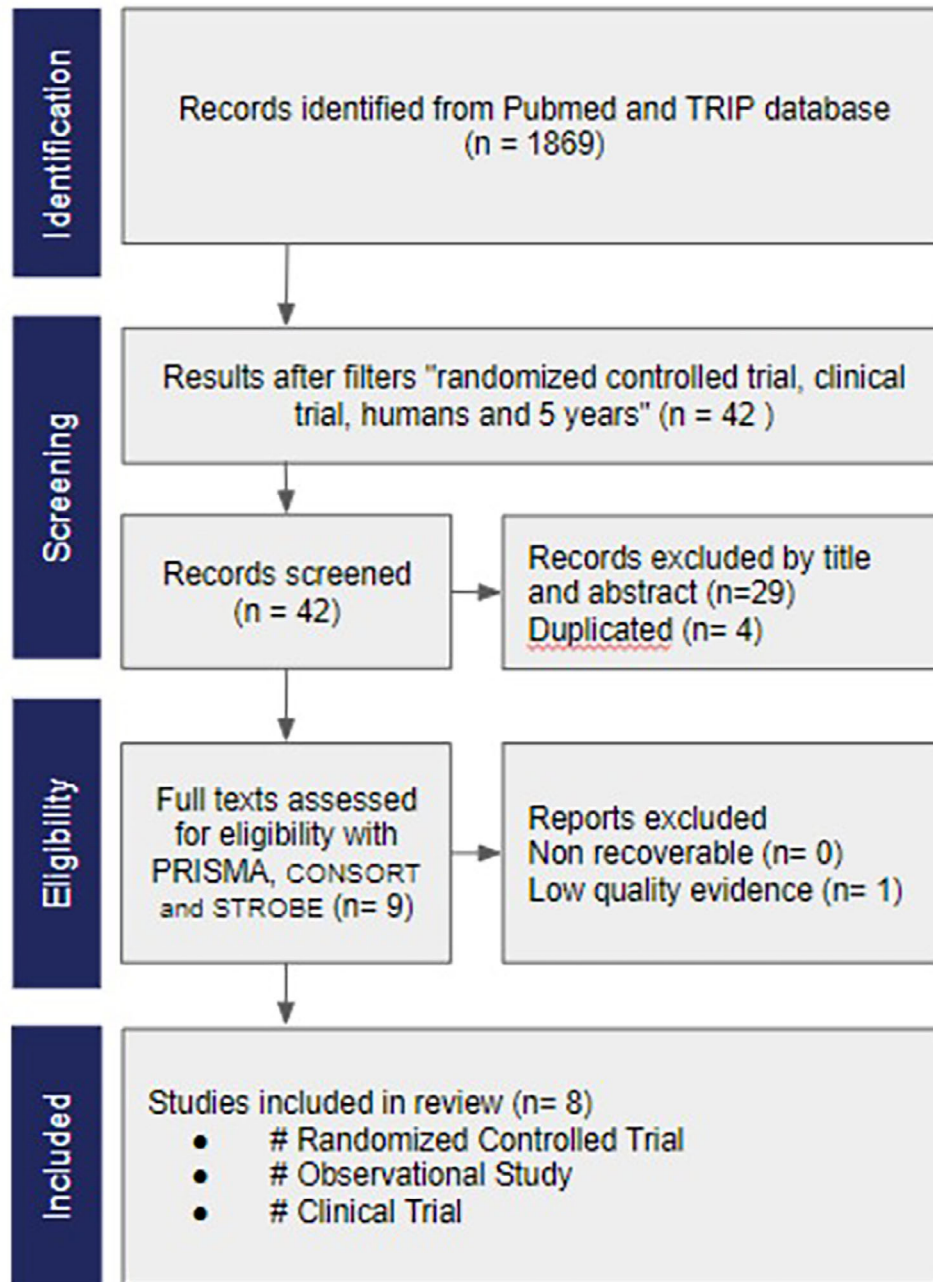 Identification
Records identified from Pubmed and TRIP database
(n = 1869)
Screening
Results after filters "randomized controlled trial, clinical
trial, humans and 5 years" (n = 42 )
Records screened
(n = 42)
Records excluded by title
and abstract (n=29)
Duplicated (n= 4)
Eligibility
Full texts assessed
for eligibility with
PRISMA, CONSORT
and STROBE (n= 9)
Reports excluded
Non recoverable (n= 0)
Low quality evidence (n= 1)
Included
Studies included in review (n= 8)
● # Randomized Controlled Trial
● # Observational Study
● # Clinical Trial